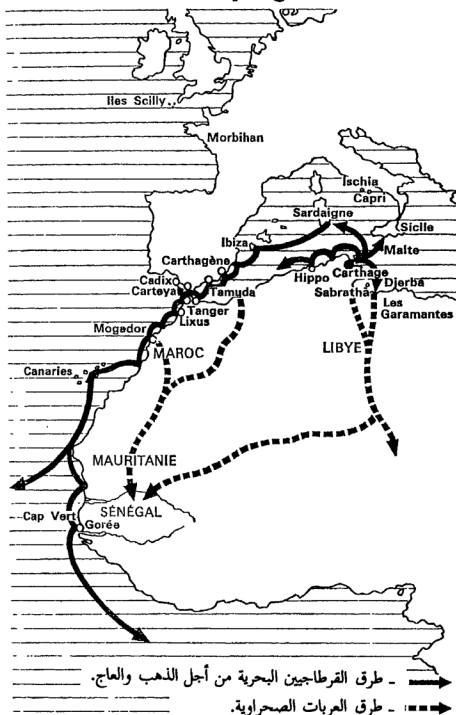 Iles Scilly
Morbihan
Ischia
Capri
Sardaigne
Sicile
Ibiza
Malte
Carthagène
Hippo
Carthage
Djerba
Cadix
Carteya
Tamuda
Sabratha
Les
Garamantes
Tanger
Lixus
Mogador
MAROC
LIBYE
Canaries
MAURITANIE
SÉNÉGAL
Cap Vert
Gorée
ـ طرق القرطاجيين البحرية من أجل الذهب والعاج.
ـ طرق العربات الصحراوية.